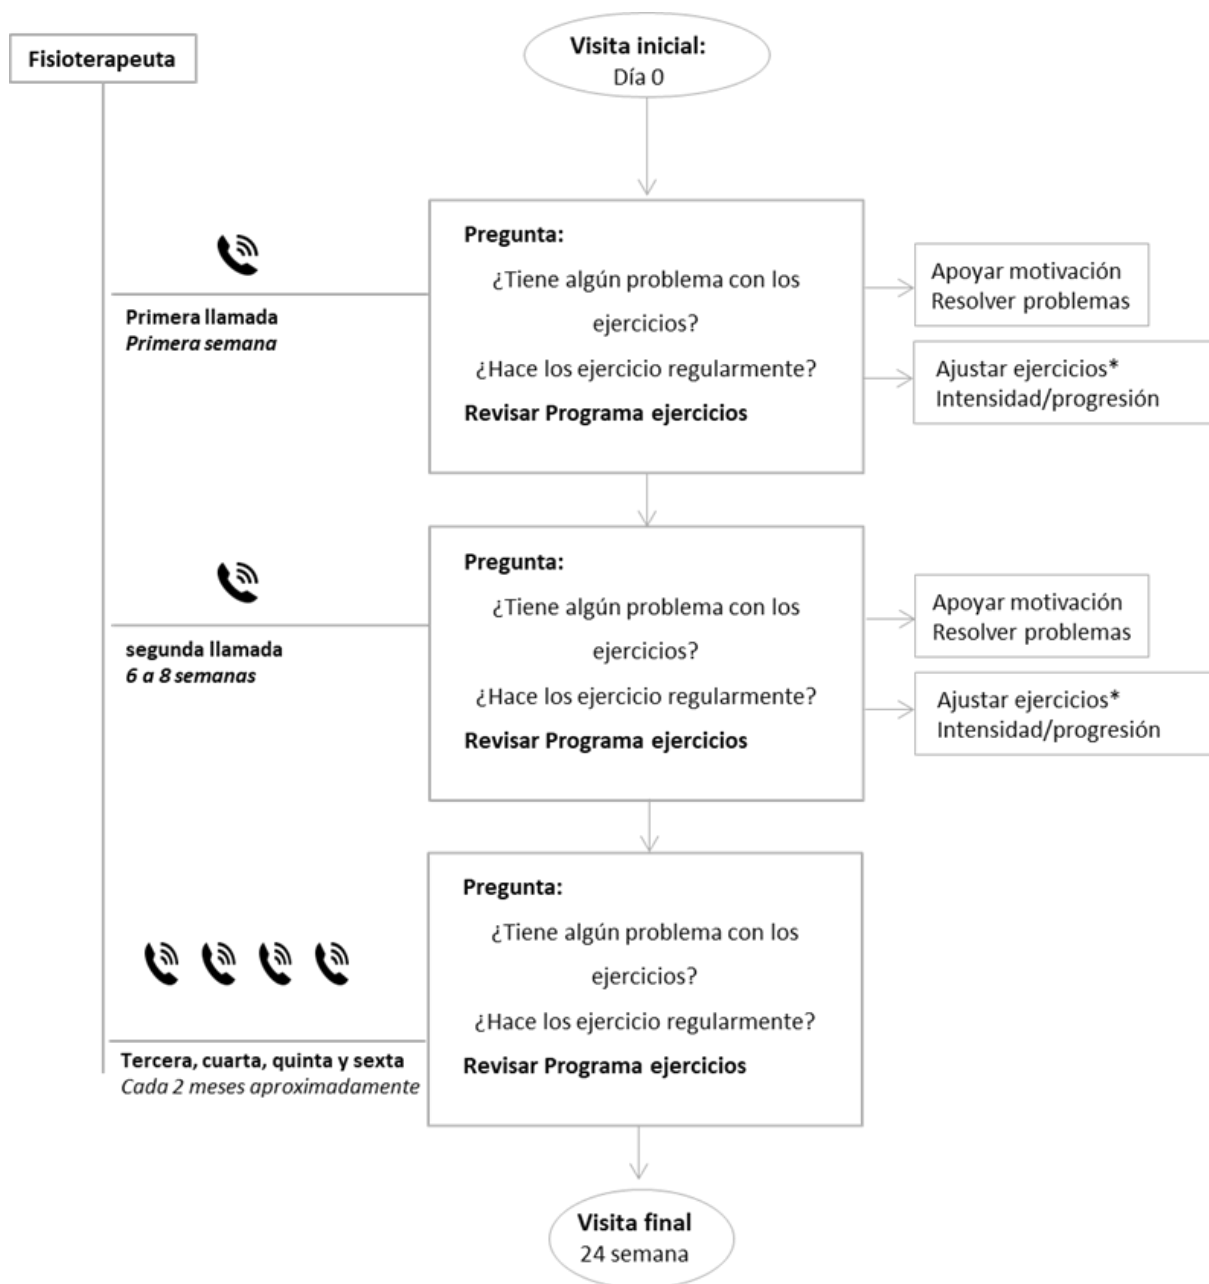 Fisioterapeuta
Visita inicial:
Día 0
Primera llamada
Primera semana
Pregunta:
¿Tiene algún problema con los
ejercicios?
¿Hace los ejercicio regularmente?
Revisar Programa ejercicios
Apoyar motivación
Resolver problemas
Ajustar ejercicios*
Intensidad/progresión
segunda llamada
6 a 8 semanas
Pregunta:
¿Tiene algún problema con los
ejercicios?
¿Hace los ejercicio regularmente?
Revisar Programa ejercicios
Apoyar motivación
Resolver problemas
Ajustar ejercicios*
Intensidad/progresión
Tercera, cuarta, quinta y sexta
Cada 2 meses aproximadamente
Pregunta:
¿Tiene algún problema con los
ejercicios?
¿Hace los ejercicio regularmente?
Revisar Programa ejercicios
Visita final
24 semana